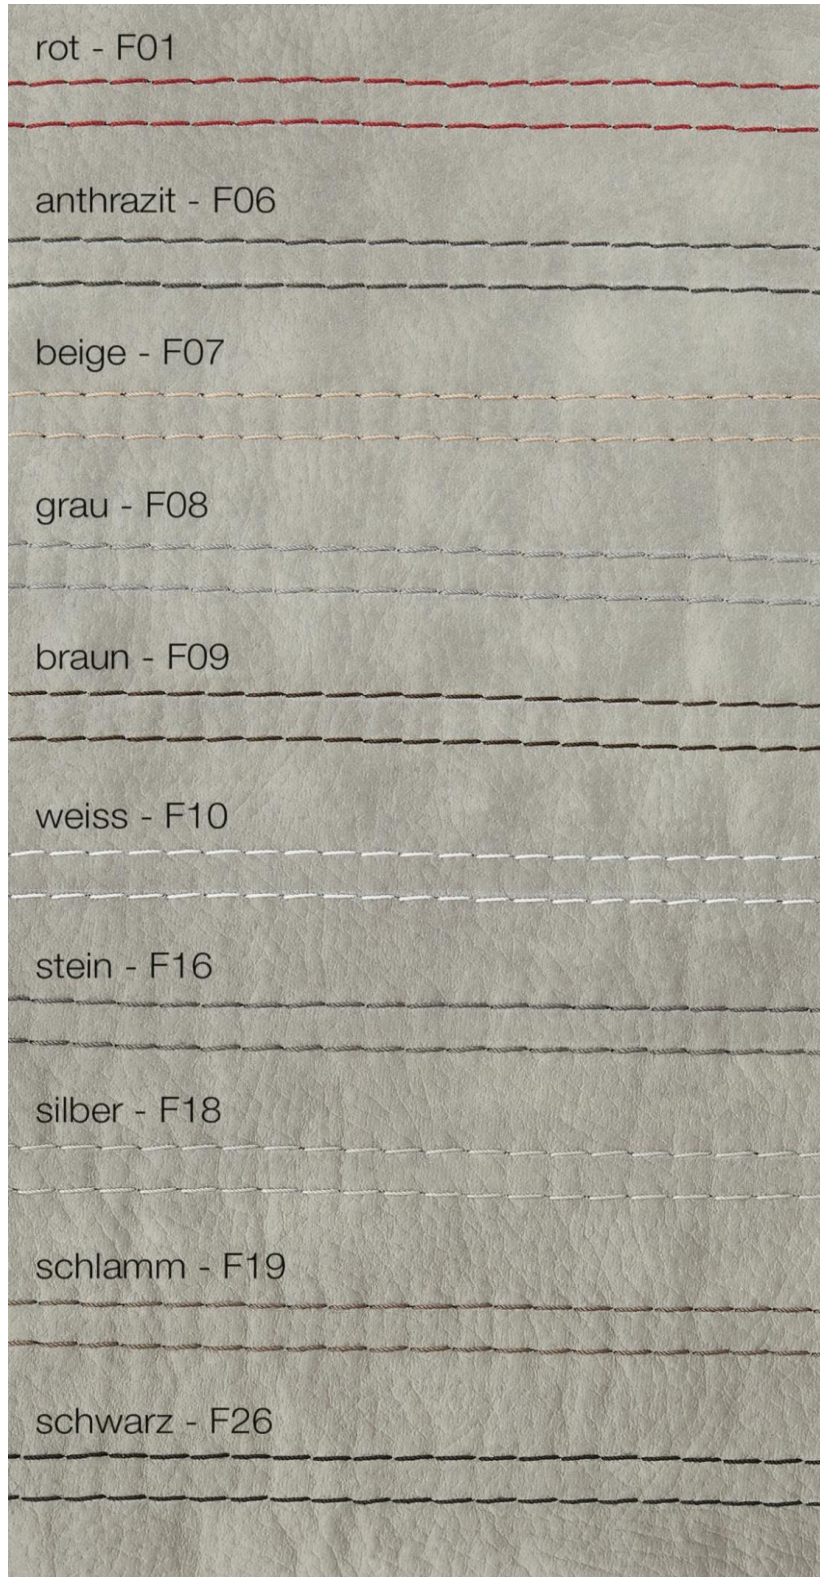 rot - F01
anthrazit - F06
beige - F07
grau - F08
braun - F09
weiss - F10
stein - F16
silber - F18
schlamm - F19
schwarz - F26